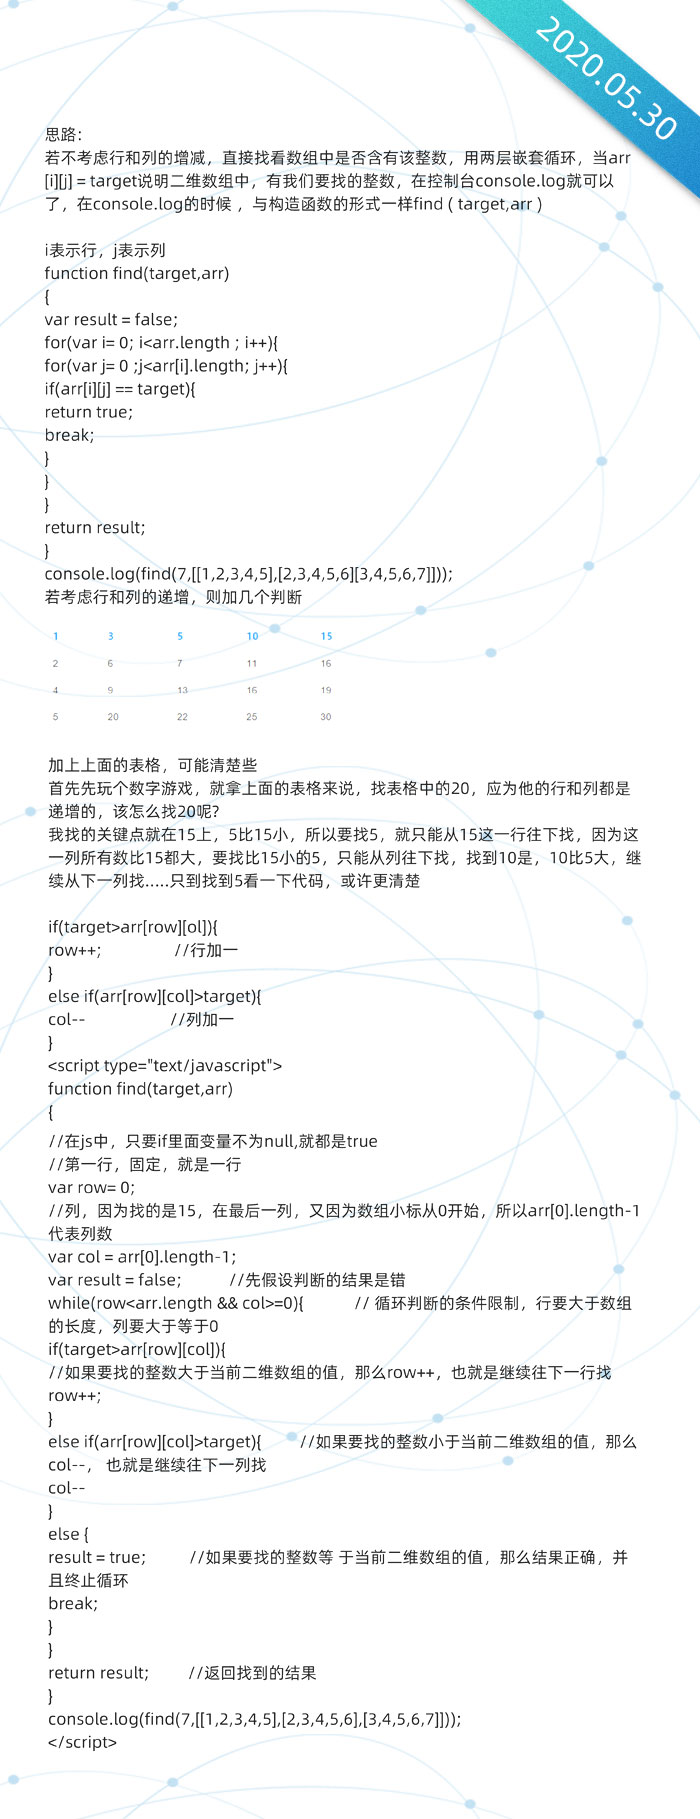 2020.05.30
思路：
若不考虑行和列的增减，直接找看数组中是否含有该整数，用两层嵌套循环，当arr
[i][j] = target说明二维数组中，有我们要找的整数，在控制台console.log就可以
了，在console.log的时候 ，与构造函数的形式一样find ( target,arr )
i表示行，j表示列
function find(target,arr)
{
var result = false;
for(var i= 0; i<arr.length ; i++){
for(var j= 0 ;j<arr[i].length; j++){
if(arr[i][j] == target){
return true;
break;
}
}
}
return result;
}
console.log(find(7,[[1,2,3,4,5],[2,3,4,5,6][3,4,5,6,7]]));
若考虑行和列的递增，则加几个判断
1 3 5 10 15
2 6 7 11 16
4 9 13 16 19
5 20 22 25 30
加上上面的表格，可能清楚些
首先先玩个数字游戏，就拿上面的表格来说，找表格中的20，应为他的行和列都是
递增的，该怎么找20呢?
我找的关键点就在15上，5比15小，所以要找5，就只能从15这一行往下找，因为这
一列所有数比15都大，要找比15小的5，只能从列往下找，找到10是，10比5大，继
续从下一列找.....只到找到5看一下代码，或许更清楚
if(target>arr[row][ol]){
row++; //行加一
}
else if(arr[row][col]>target){
col-- //列加一
}
<script type="text/javascript">
function find(target,arr)
{
//在js中，只要if里面变量不为null,就都是true
//第一行，固定，就是一行
var row= 0;
//列，因为找的是15，在最后一列，又因为数组小标从0开始，所以arr[0].length-1
代表列数
var col = arr[0].length-1;
var result = false; //先假设判断的结果是错
while(row<arr.length && col>=0){ // 循环判断的条件限制，行要大于数组
的长度，列要大于等于0
if(target>arr[row][col]){
//如果要找的整数大于当前二维数组的值，那么row++，也就是继续往下一行找
row++;
}
else if(arr[row][col]>target){ //如果要找的整数小于当前二维数组的值，那么
col--， 也就是继续往下一列找
col--
}
else {
result = true; //如果要找的整数等 于当前二维数组的值，那么结果正确，并
且终止循环
break;
}
}
return result; //返回找到的结果
}
console.log(find(7,[[1,2,3,4,5],[2,3,4,5,6],[3,4,5,6,7]]));
</script>